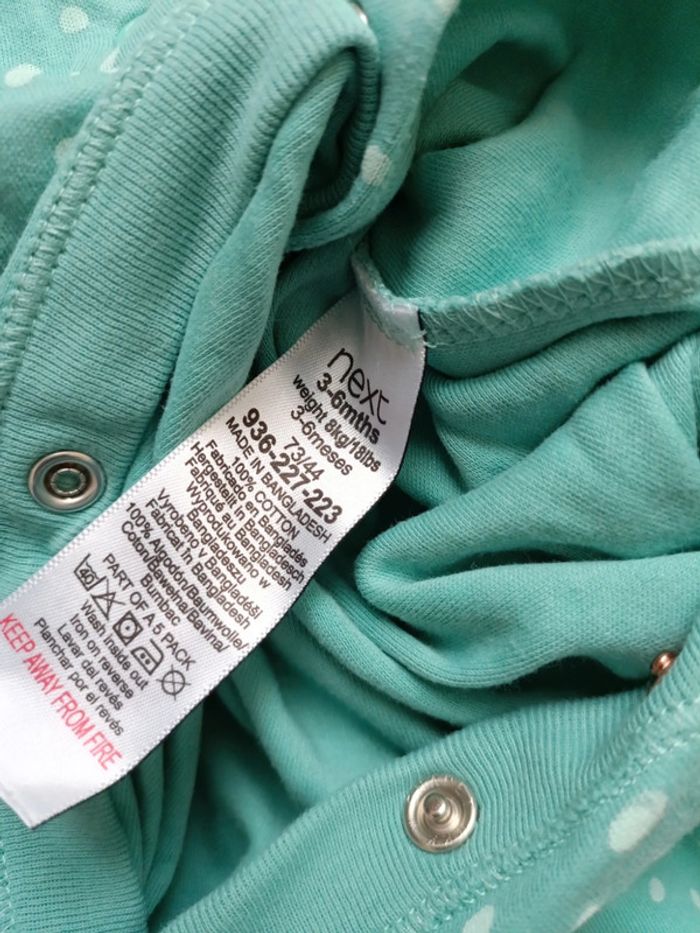 next
3-6mths
weight 8kg/18lbs
3-6meses
73/44
936-227-223
MADE IN BANGLADESH
100% COTTON
Fabricado en Bangladés
Hergestellt in Bangladesch
Fabriqué au Bangladesh
Wyprodukowano w
Bangladeszu
Fabricat în Bangladesh
Vyrobeno v Bangladéši
100% Algodón/Baumwolle/
Coton/Bawełna/Bavlna/
Bumbac
PART OF A 5 PACK
Wash inside out
Iron on reverse
Lavar del revés
Planchar por el revés
KEEP AWAY FROM FIRE